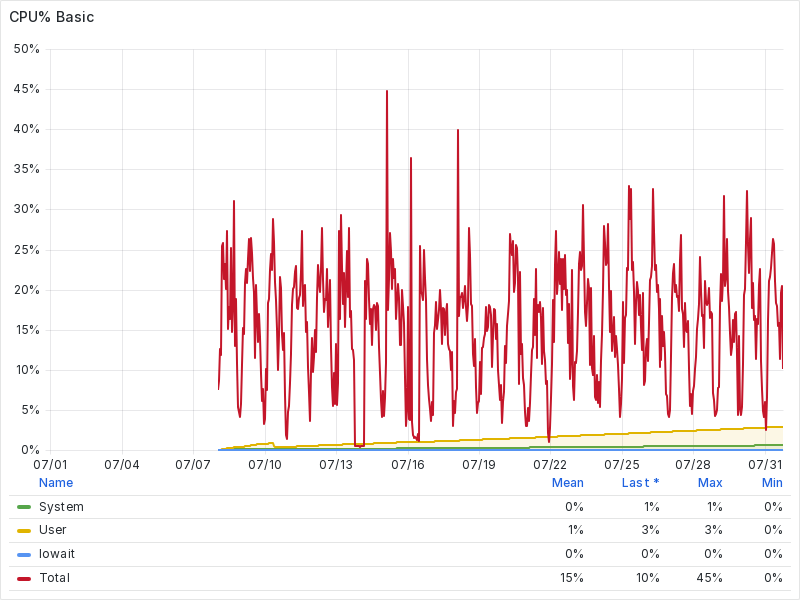 CPU% Basic
50%
45%
40%
35%
30%
25%
20%
15%
10%
5%
0%
07/01 07/04 07/07 07/10 07/13 07/16 07/19 07/22 07/25 07/28 07/31
Name Mean Last * Max Min
System 0% 1% 1% 0%
User 1% 3% 3% 0%
Iowait 0% 0% 0% 0%
Total 15% 10% 45% 0%